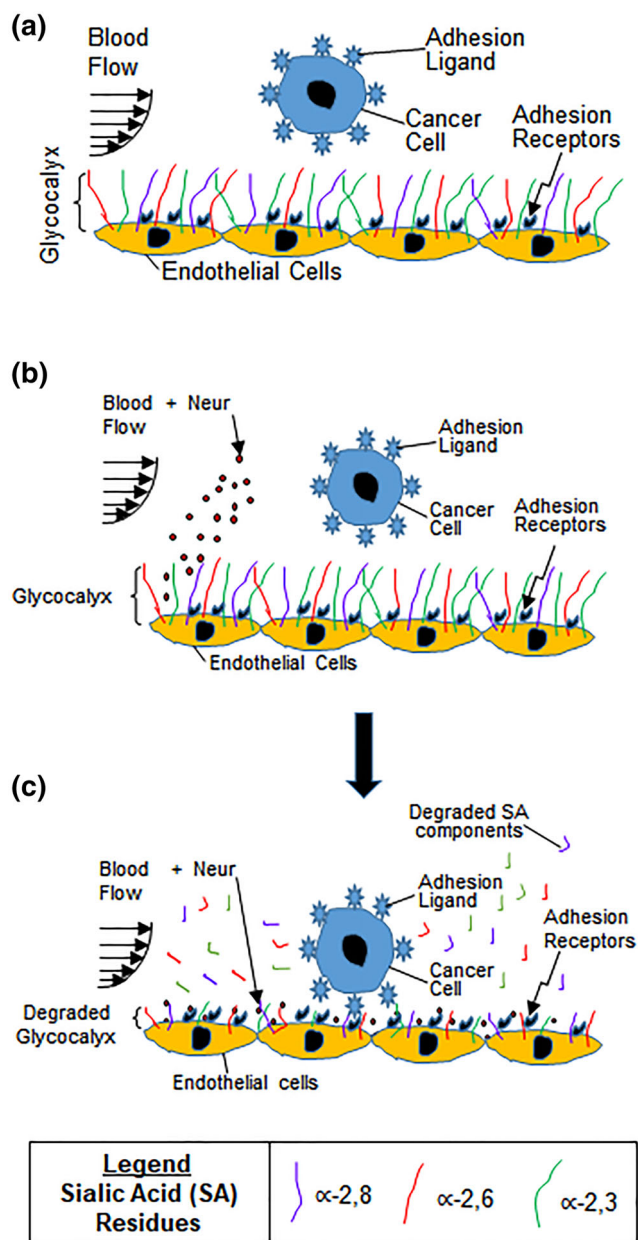 (a)
Blood
Flow
Adhesion
Ligand
Cancer
Cell
Adhesion
Receptors
Glycocalyx
Endothelial Cells
(b)
Blood + Neur
Flow
Adhesion
Ligand
Cancer
Cell
Adhesion
Receptors
Glycocalyx
Endothelial Cells
(c)
Degraded SA
components
Blood + Neur
Flow
Adhesion
Ligand
Adhesion
Receptors
Cancer
Cell
Degraded
Glycocalyx
Endothelial cells
Legend
Sialic Acid (SA)
Residues
∝-2,8
∝-2,6
∝-2,3